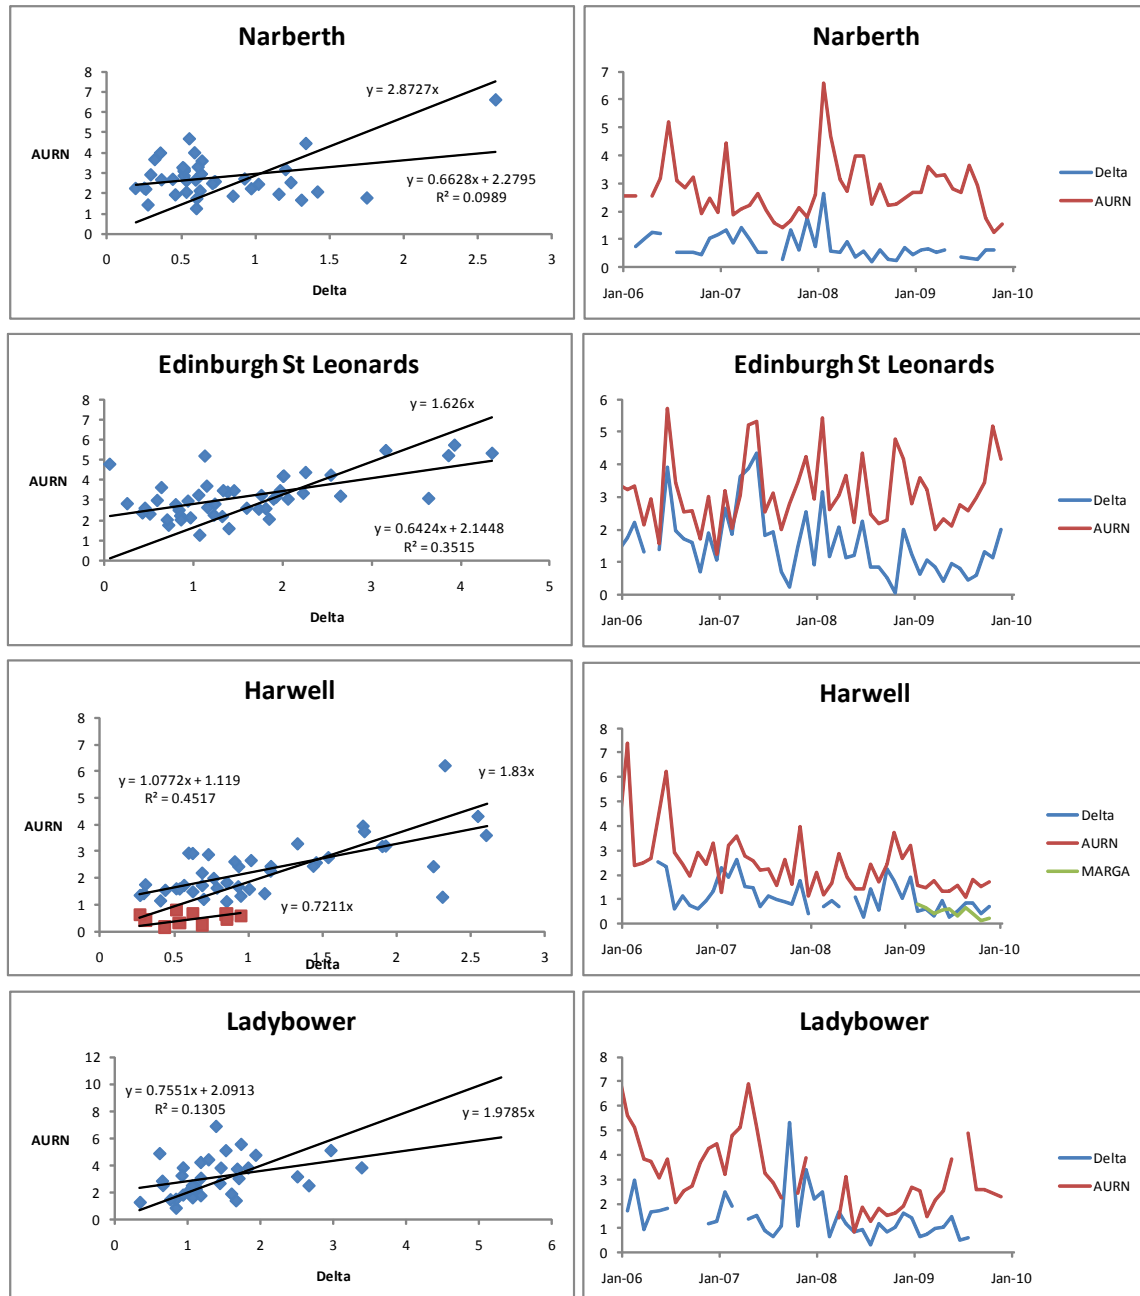 Narberth
8
7
6
5
4
3
2
1
0
AURN
y = 2.8727x
y = 0.6628x + 2.2795
R² = 0.0989
0 0.5 1 1.5 2 2.5 3
Delta
Narberth
7
6
5
4
3
2
1
0
Jan-06 Jan-07 Jan-08 Jan-09 Jan-10
Delta
AURN
Edinburgh St Leonards
8
7
6
5
4
3
2
1
0
AURN
y = 1.626x
y = 0.6424x + 2.1448
R² = 0.3515
0 1 2 3 4 5
Delta
Edinburgh St Leonards
6
5
4
3
2
1
0
Jan-06 Jan-07 Jan-08 Jan-09 Jan-10
Delta
AURN
Harwell
8
7
6
5
4
3
2
1
0
AURN
y = 1.0772x + 1.119
R² = 0.4517
y = 1.83x
y = 0.7211x
0 0.5 1 1.5 2 2.5 3
Delta
Harwell
8
7
6
5
4
3
2
1
0
Jan-06 Jan-07 Jan-08 Jan-09 Jan-10
Delta
AURN
MARGA
Ladybower
12
10
8
6
4
2
0
AURN
y = 0.7551x + 2.0913
R² = 0.1305
y = 1.9785x
0 1 2 3 4 5 6
Delta
Ladybower
8
7
6
5
4
3
2
1
0
Jan-06 Jan-07 Jan-08 Jan-09 Jan-10
Delta
AURN